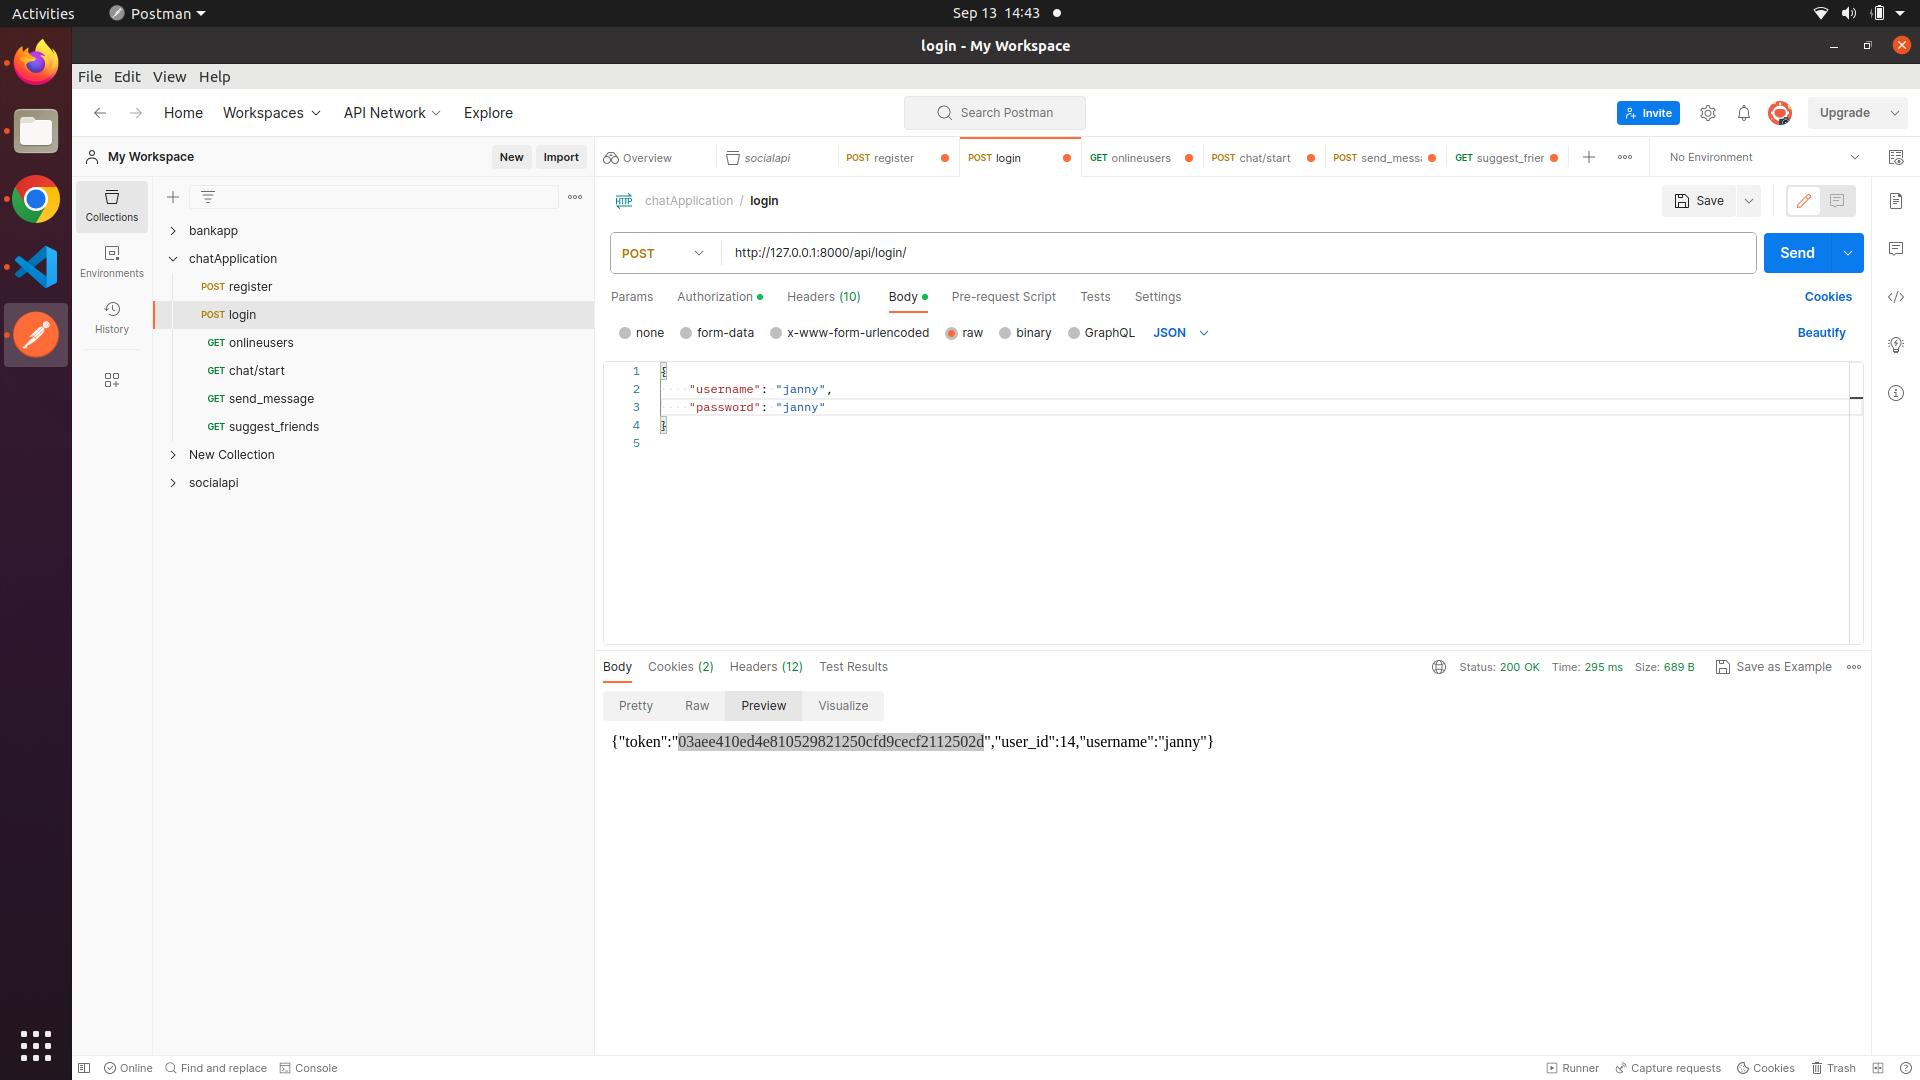 Activities Postman Sep 13 14:43
login - My Workspace
File Edit View Help
Home Workspaces API Network Explore Search Postman Invite Upgrade
My Workspace New Import
Overview socialapi POST register POST login GET onlineusers POST chat/start POST send_messa GET suggest_frien No Environment
Collections
Environments
History
bankapp
chatApplication
POST register
POST login
GET onlineusers
GET chat/start
GET send_message
GET suggest_friends
New Collection
socialapi
HTTP chatApplication / login Save
POST http://127.0.0.1:8000/api/login/ Send
Params Authorization Headers (10) Body Pre-request Script Tests Settings Cookies
none form-data x-www-form-urlencoded raw binary GraphQL JSON Beautify
1 {
2 "username": "janny",
3 "password": "janny"
4 }
5
Body Cookies (2) Headers (12) Test Results Status: 200 OK Time: 295 ms Size: 689 B Save as Example
Pretty Raw Preview Visualize
{"token":"03aee410ed4e810529821250cfd9cecf2112502d","user_id":14,"username":"janny"}
Online Find and replace Console Runner Capture requests Cookies Trash